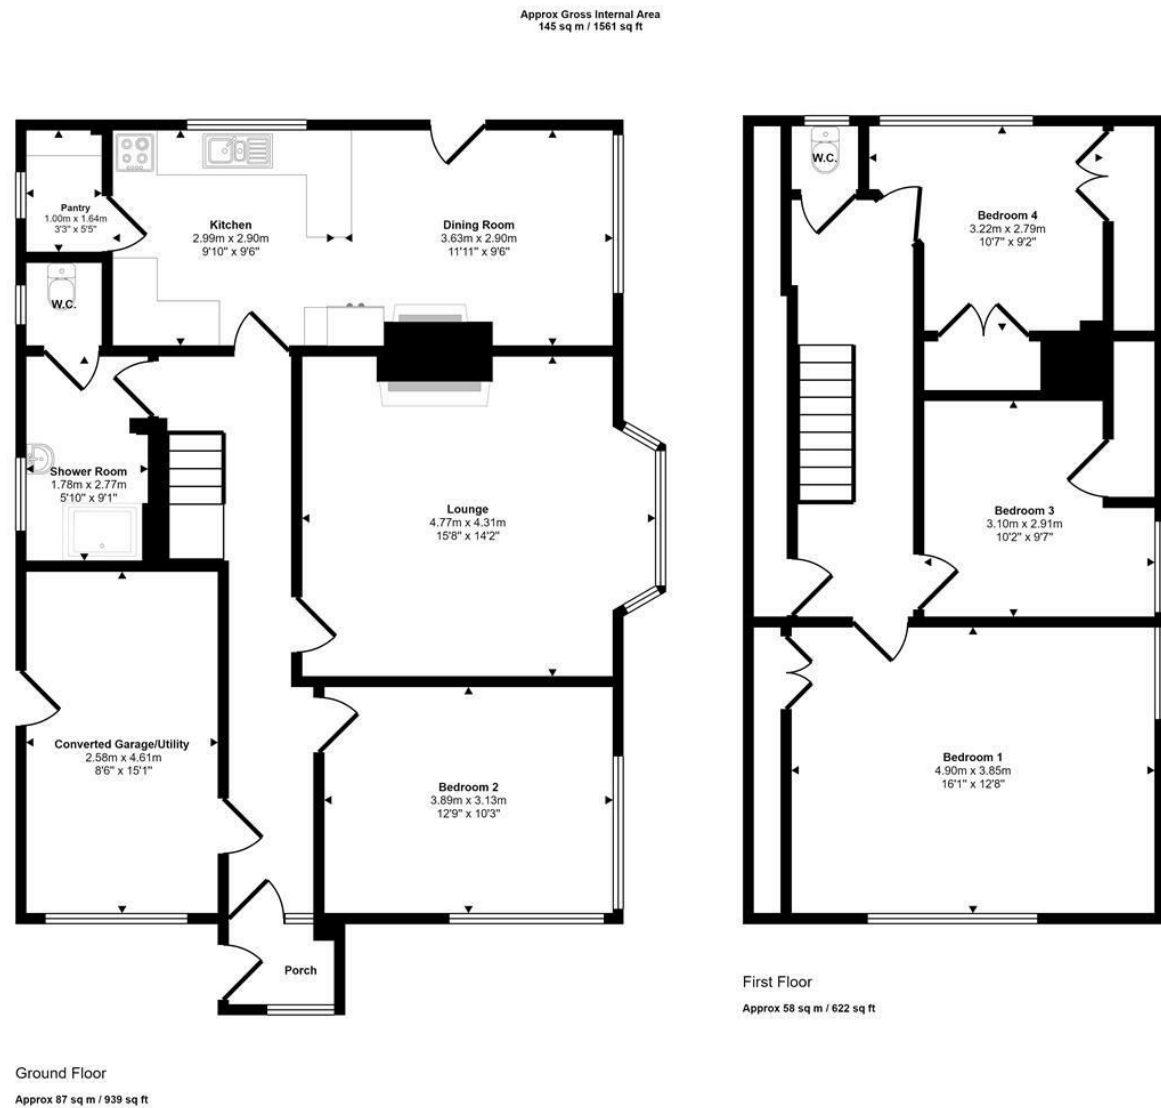 Approx Gross Internal Area
145 sq m / 1561 sq ft
Pantry
1.00m x 1.64m
3'3" x 5'5"
Kitchen
2.99m x 2.90m
9'10" x 9'6"
Dining Room
3.63m x 2.90m
11'11" x 9'6"
W.C.
Shower Room
1.78m x 2.77m
5'10" x 9'1"
Lounge
4.77m x 4.31m
15'8" x 14'2"
Converted Garage/Utility
2.58m x 4.61m
8'6" x 15'1"
Bedroom 2
3.89m x 3.13m
12'9" x 10'3"
Porch
Ground Floor
Approx 87 sq m / 939 sq ft
W.C.
Bedroom 4
3.22m x 2.79m
10'7" x 9'2"
Bedroom 3
3.10m x 2.91m
10'2" x 9'7"
Bedroom 1
4.90m x 3.85m
16'1" x 12'8"
First Floor
Approx 58 sq m / 622 sq ft